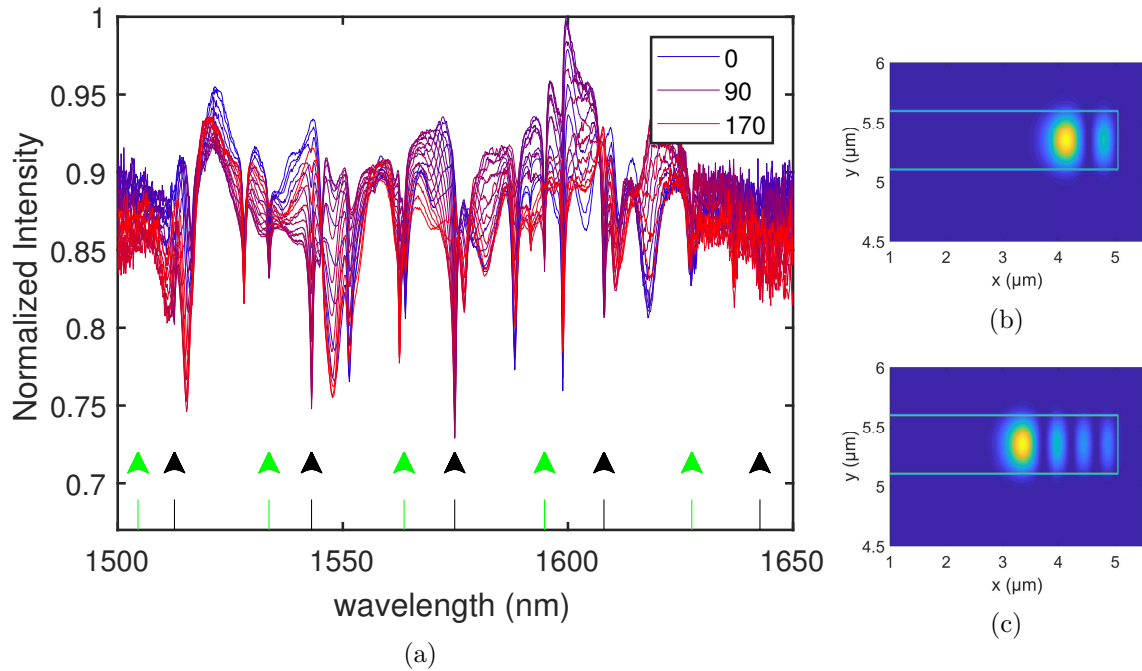 1
0.95
0.9
0.85
0.8
0.75
0.7
Normalized Intensity
0
90
170
1500
1550
1600
1650
wavelength (nm)
(a)
6
5.5
5
4.5
y (µm)
1 2 3 4 5
x (µm)
(b)
6
5.5
5
4.5
y (µm)
1 2 3 4 5
x (µm)
(c)